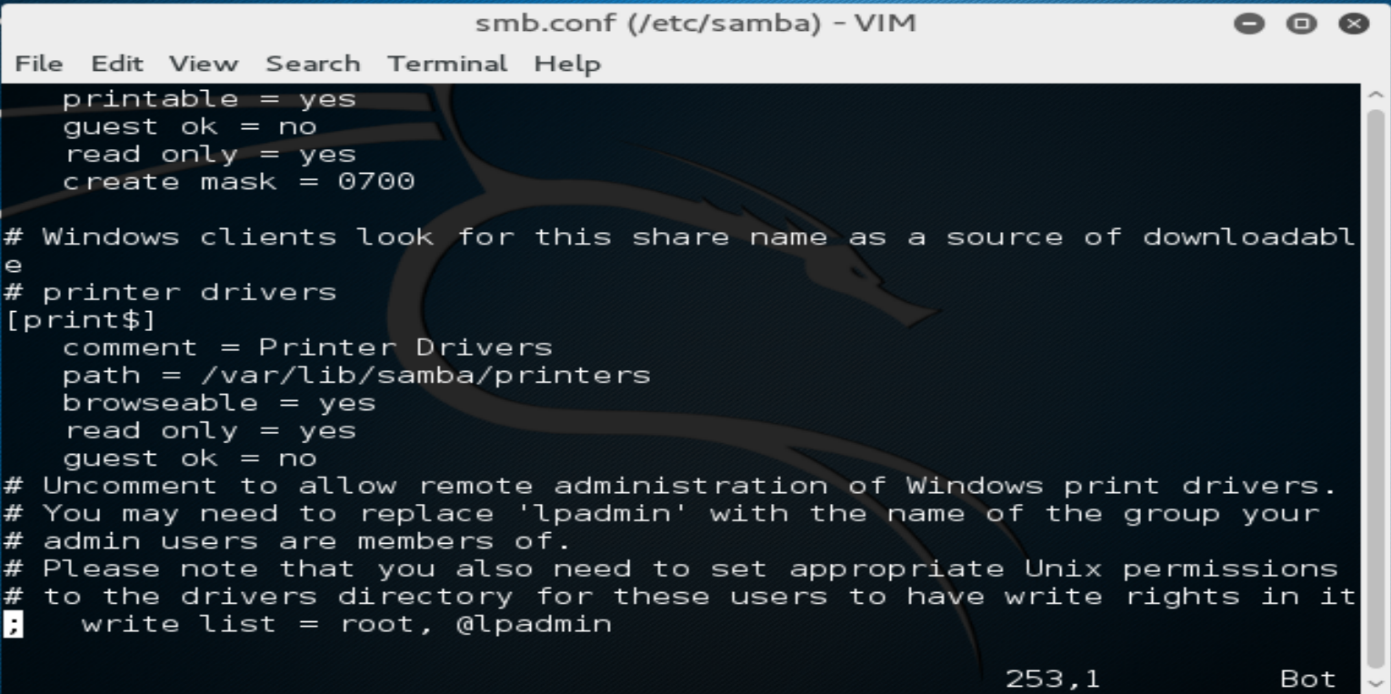 smb.conf (/etc/samba) - VIM
File Edit View Search Terminal Help
printable = yes
guest ok = no
read only = yes
create mask = 0700
# Windows clients look for this share name as a source of downloadabl
e
# printer drivers
[print$]
comment = Printer Drivers
path = /var/lib/samba/printers
browseable = yes
read only = yes
guest ok = no
# Uncomment to allow remote administration of Windows print drivers.
# You may need to replace 'lpadmin' with the name of the group your
# admin users are members of.
# Please note that you also need to set appropriate Unix permissions
# to the drivers directory for these users to have write rights in it
; write list = root, @lpadmin
253,1 Bot